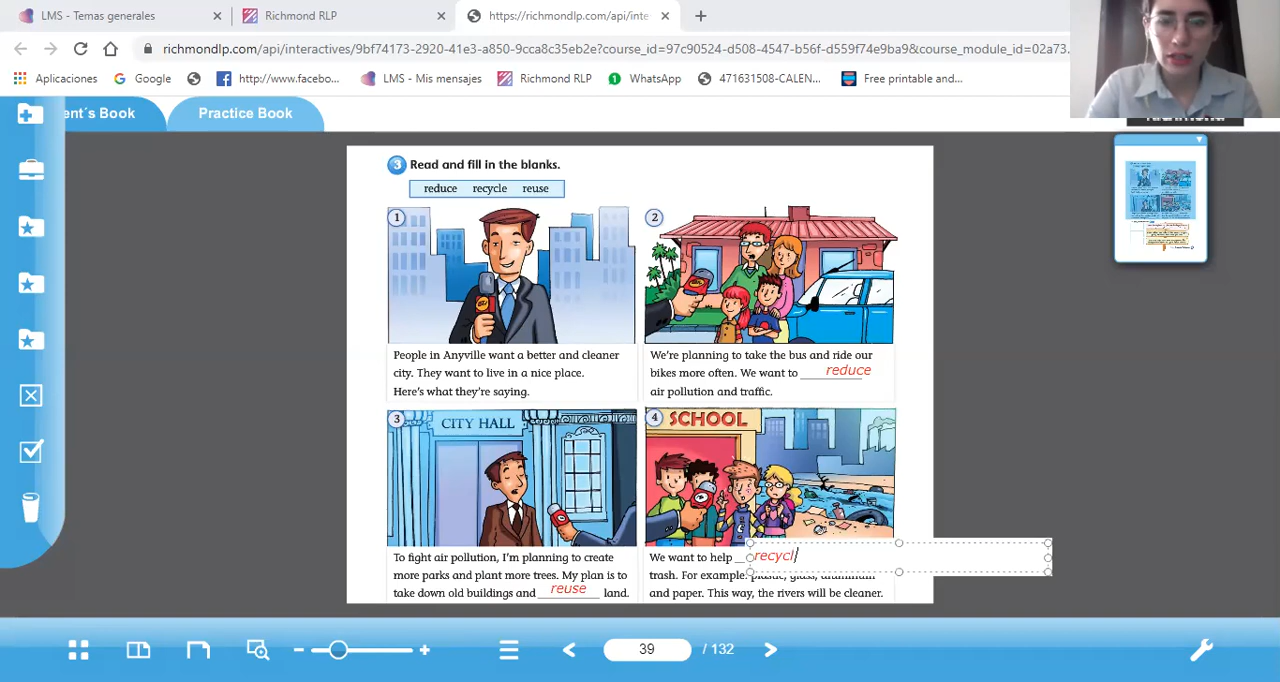 LMS - Temas generales
Richmond RLP
https://richmondlp.com/api/inte
richmondlp.com/api/interactives/9bf74173-2920-41e3-a850-9cca8c35eb2e?course_id=97c90524-d508-4547-b56f-d559f74e9ba9&course_module_id=02a73.
Aplicaciones
Google
http://www.facebo...
LMS - Mis mensajes
Richmond RLP
WhatsApp
471631508-CALEN...
Free printable and...
ent´s Book
Practice Book
3 Read and fill in the blanks.
reduce recycle reuse
1
People in Anyville want a better and cleaner
city. They want to live in a nice place.
Here's what they're saying.
2
We're planning to take the bus and ride our
bikes more often. We want to reduce
air pollution and traffic.
3
CITY HALL
To fight air pollution, I'm planning to create
more parks and plant more trees. My plan is to
take down old buildings and reuse land.
4
SCHOOL
We want to help recycl
trash. For example: plastic, glass, aluminum
and paper. This way, the rivers will be cleaner.
39 / 132